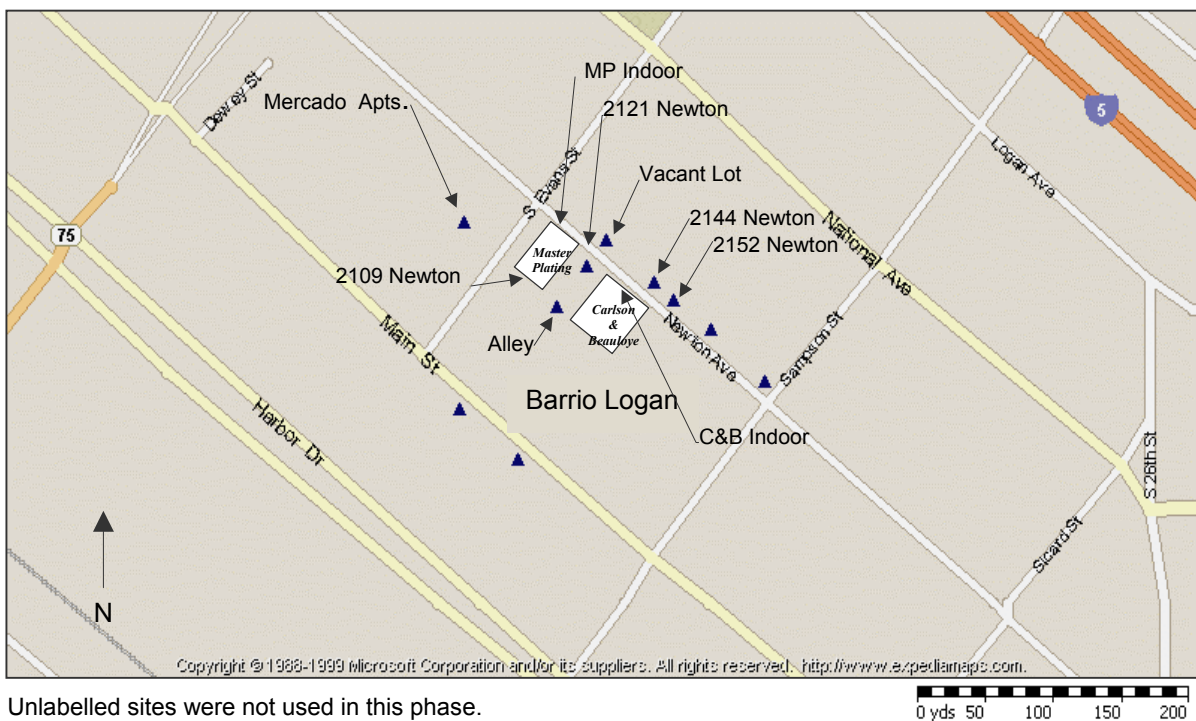 MP Indoor
Mercado Apts.
2121 Newton
5
Dewey St
Logan Ave
S Evans St
Vacant Lot
2144 Newton
National Ave
75
2152 Newton
Master
Plating
2109 Newton
Carlson
&
Beauloye
Alley
Newton Ave
Sampson St
Main St
Barrio Logan
Harbor Dr
C&B Indoor
S 26th St
Sicard St
N
Copyright © 1988-1999 Microsoft Corporation and/or its suppliers. All rights reserved. http://www.expediamaps.com.
Unlabelled sites were not used in this phase.
0 yds 50 100 150 200